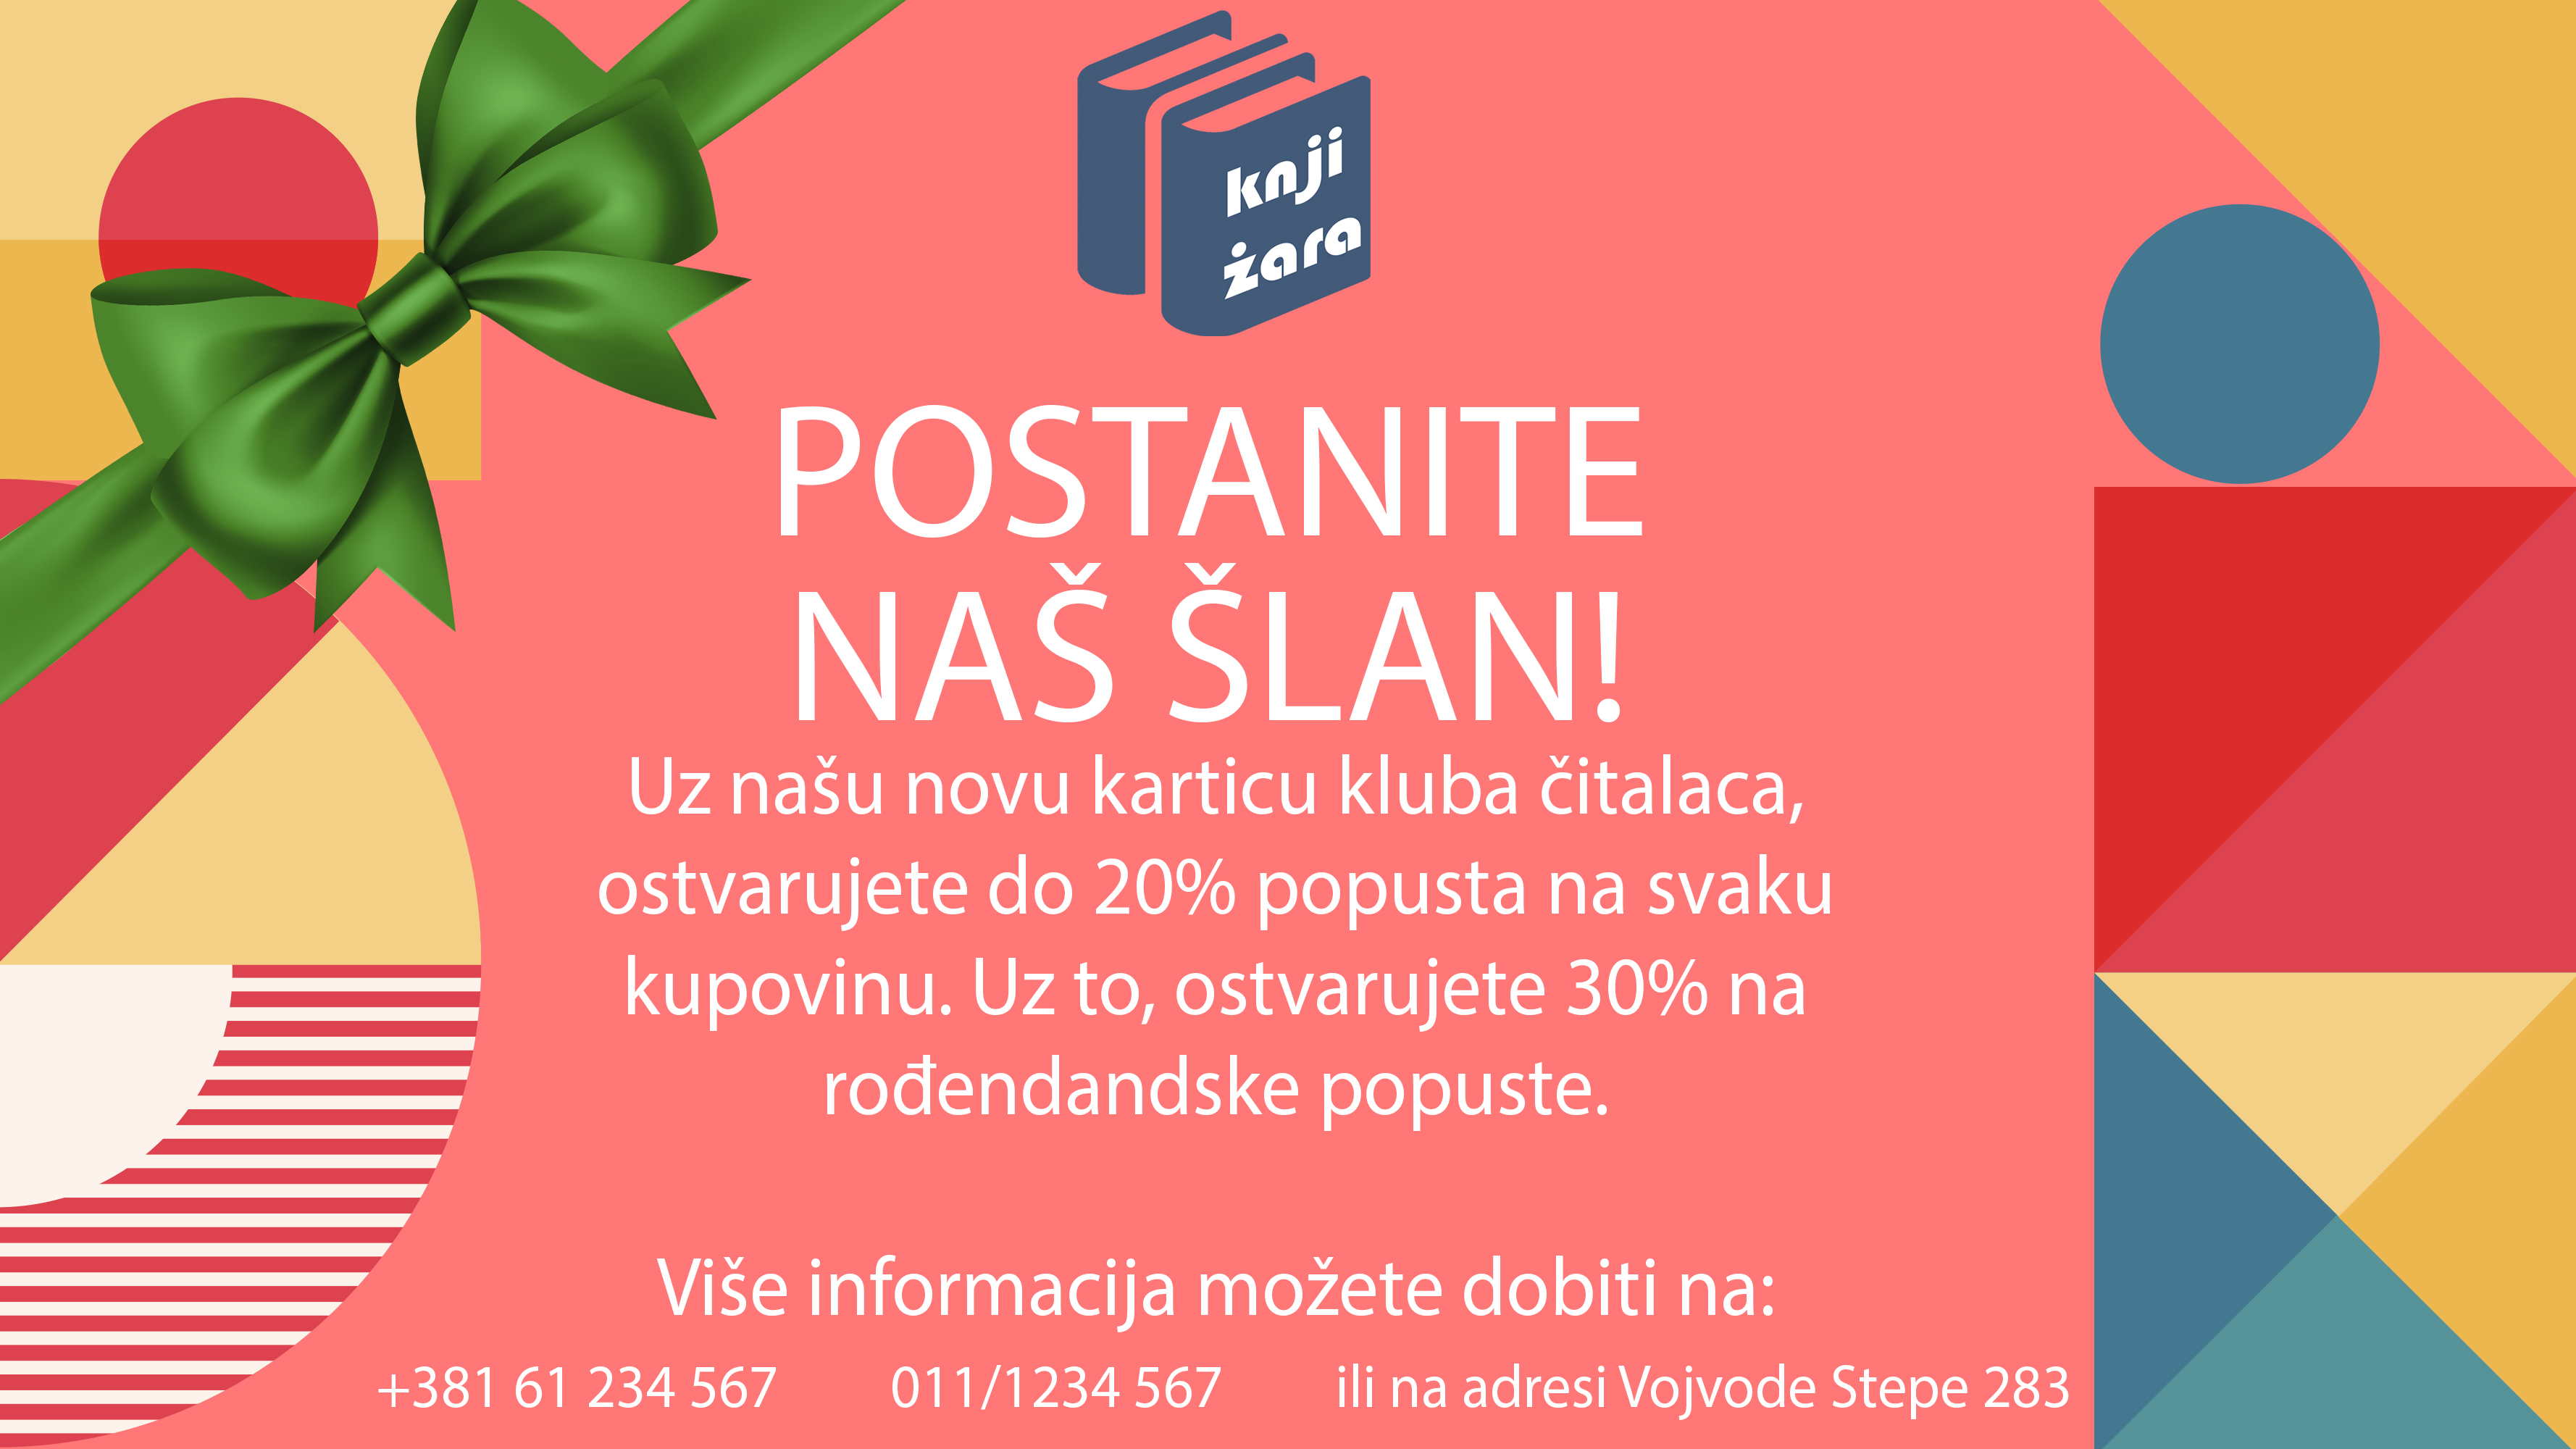 knji
żara
POSTANITE
NAŠ ŠLAN!
Uz našu novu karticu kluba čitalaca,
ostvarujete do 20% popusta na svaku
kupovinu. Uz to, ostvarujete 30% na
rođendandske popuste.
Više informacija možete dobiti na:
+381 61 234 567 011/1234 567 ili na adresi Vojvode Stepe 283